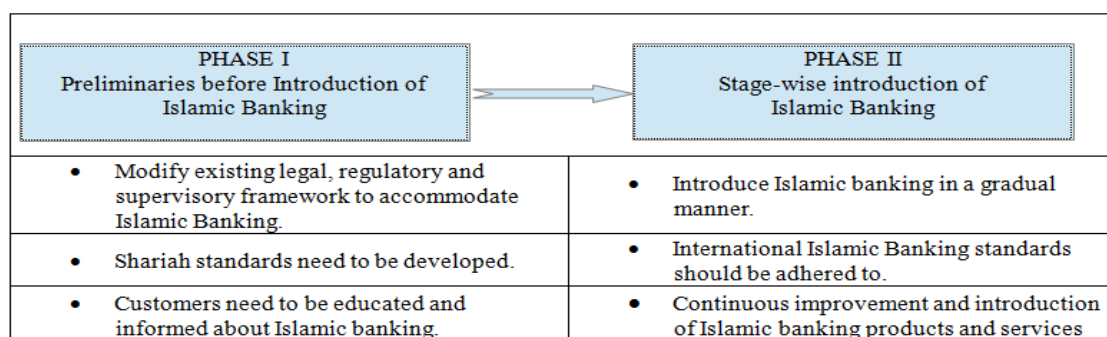 PHASE I
Preliminaries before Introduction of
Islamic Banking
PHASE II
Stage-wise introduction of
Islamic Banking
• Modify existing legal, regulatory and
supervisory framework to accommodate
Islamic Banking.
• Introduce Islamic banking in a gradual
manner.
• Shariah standards need to be developed.
• International Islamic Banking standards
should be adhered to.
• Customers need to be educated and
informed about Islamic banking.
• Continuous improvement and introduction
of Islamic banking products and services